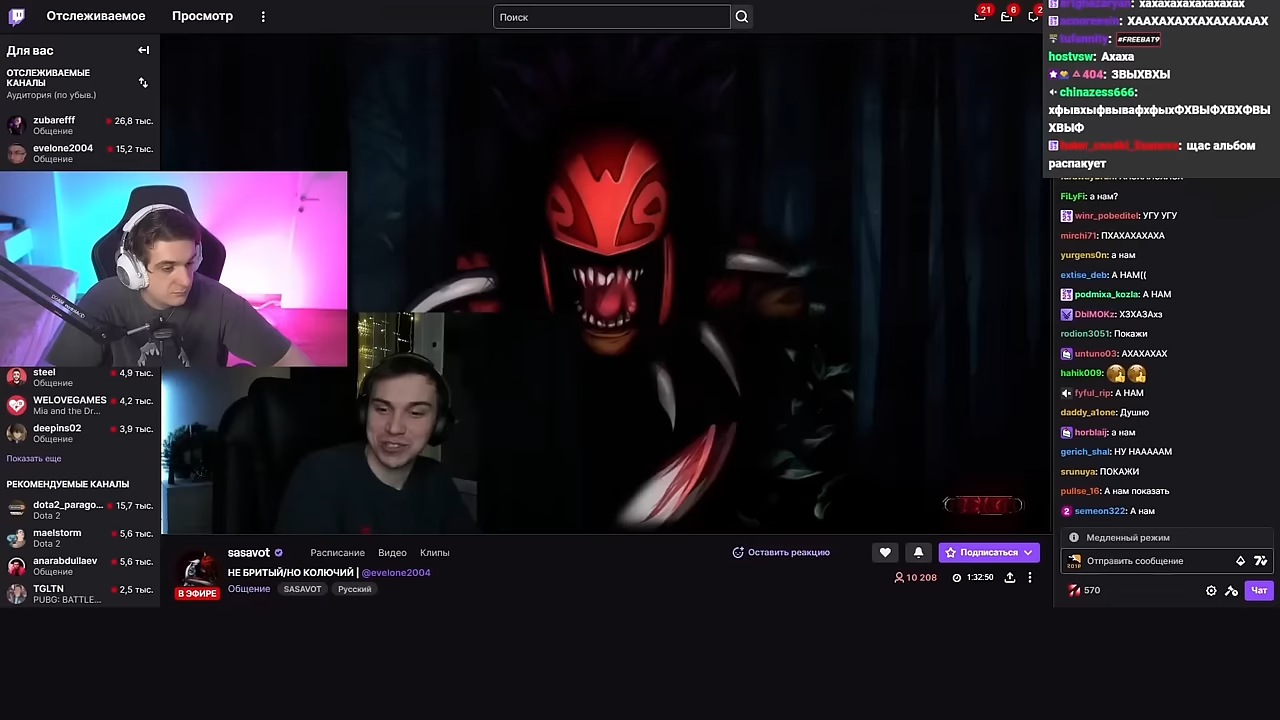 Отслеживаемое
Просмотр
Поиск
21
6
2
Для вас
ОТСЛЕЖИВАЕМЫЕ
КАНАЛЫ
Аудитория (по убыв.)
zubarefff 26,8 тыс.
Общение
evelone2004 15,2 тыс.
Общение
steel 4,9 тыс.
Общение
WELOVEGAMES 4,2 тыс.
Mia and the Dr...
deepins02 3,9 тыс.
Общение
Показать еще
РЕКОМЕНДУЕМЫЕ КАНАЛЫ
dota2_parago... 15,7 тыс.
Dota 2
maelstorm 5,6 тыс.
Dota 2
anarabdullaev 5,6 тыс.
Общение
TGLTN 2,5 тыс.
PUBG: BATTLE...
sasavot
Расписание
Видео
Клипы
НЕ БРИТЫЙ/НО КОЛЮЧИЙ | @evelone2004
Общение
SASAVOT
Русский
В ЭФИРЕ
Оставить реакцию
Подписаться
10 208
1:32:50
ХААХАХАХХАХАХАХААХ
tufannity: #FREEBAT9
hostvsw: Ахаха
404: ЗВЫХВХЫ
chinazess666:
хфывхыфвывафхфыхФХВЫФХВХФВЫ
ХВЫФ
: щас альбом
распакует
FiLyFi: а нам?
winr_pobeditel: УГУ УГУ
mirchi71: ПХАХАХАХАХА
yurgens0n: а нам
extise_deb: А НАМ((
podmixa_kozla: А НАМ
DbIMOKz: ХЗХАЗАхз
rodion3051: Покажи
untuno03: АХАХАХАХ
hahik009:
fyful_rip: А НАМ
daddy_a1one: Душно
horblaij: а нам
gerich_shal: НУ НААААМ
srunuya: ПОКАЖИ
pullse_16: А нам показать
semeon322: А нам
Медленный режим
Отправить сообщение
570
Чат